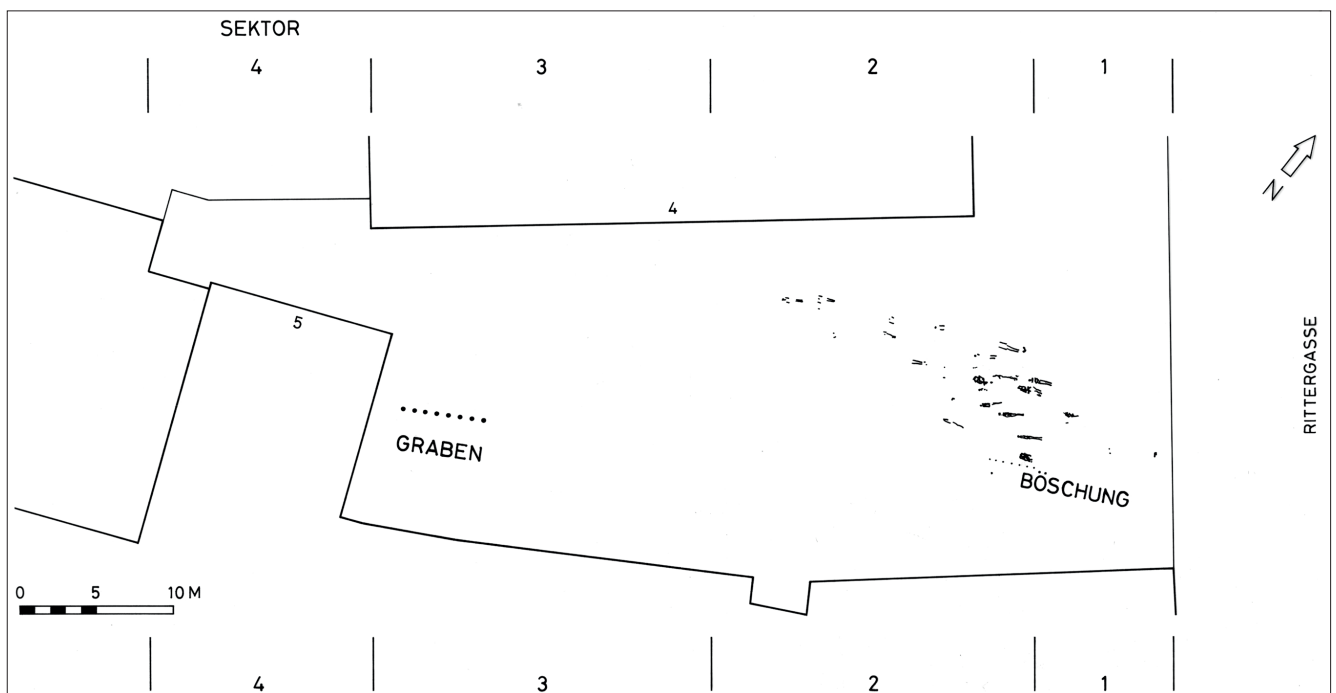 SEKTOR
4 3 2 1
4
N
5
RITTERGASSE
GRABEN
BÖSCHUNG
0 5 10 M
4 3 2 1